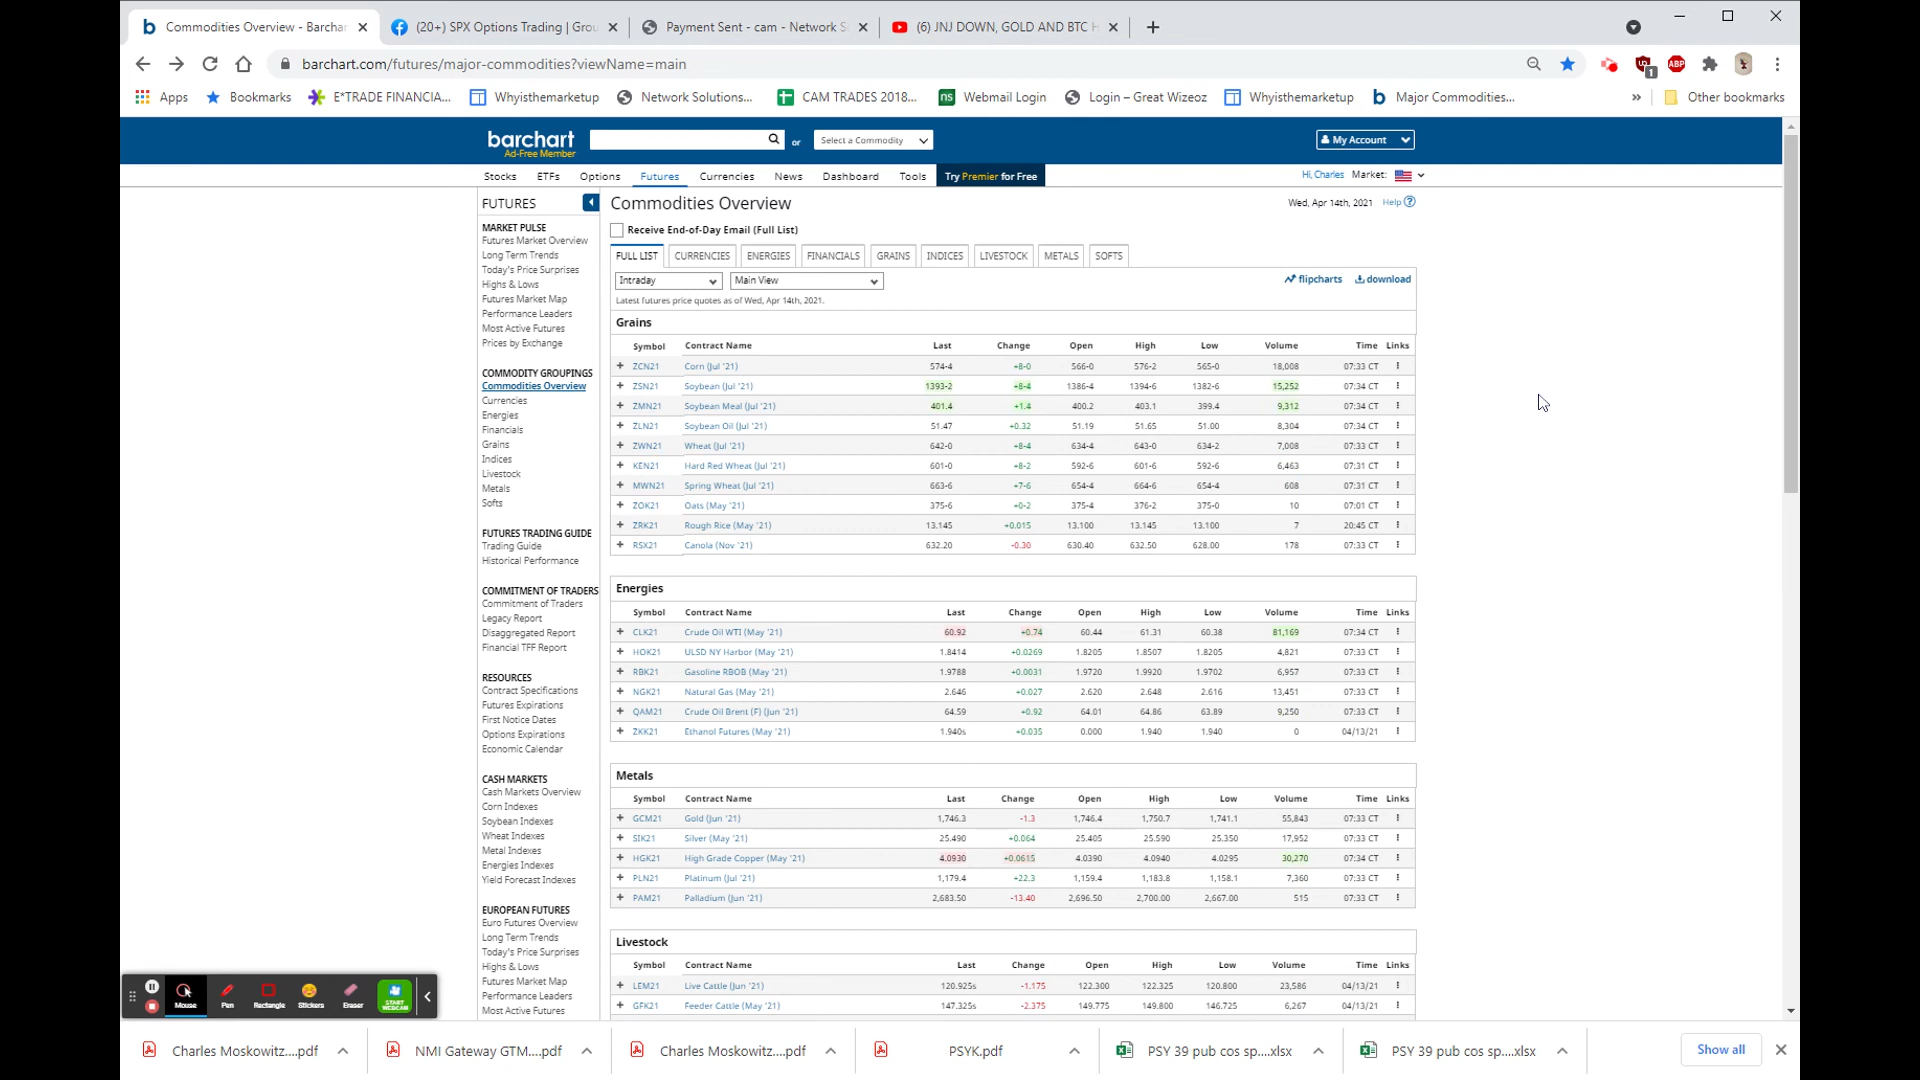 Commodities Overview - Barchar
(20+) SPX Options Trading | Grou
Payment Sent - cam - Network S
(6) JNJ DOWN, GOLD AND BTC H
barchart.com/futures/major-commodities?viewName=main
1
ABP
Apps
Bookmarks
E*TRADE FINANCIA...
Whyisthemarketup
Network Solutions...
CAM TRADES 2018...
ns
Webmail Login
Login – Great Wizeoz
Whyisthemarketup
b
Major Commodities...
»
Other bookmarks
barchart
Ad-Free Member
or
Select a Commodity
My Account
Stocks ETFs Options Futures Currencies News Dashboard Tools Try Premier for Free
Hi, Charles Market:
FUTURES
MARKET PULSE
Futures Market Overview
Long Term Trends
Today's Price Surprises
Highs & Lows
Futures Market Map
Performance Leaders
Most Active Futures
Prices by Exchange
COMMODITY GROUPINGS
Commodities Overview
Currencies
Energies
Financials
Grains
Indices
Livestock
Metals
Softs
FUTURES TRADING GUIDE
Trading Guide
Historical Performance
COMMITMENT OF TRADERS
Commitment of Traders
Legacy Report
Disaggregated Report
Financial TFF Report
RESOURCES
Contract Specifications
Futures Expirations
First Notice Dates
Options Expirations
Economic Calendar
CASH MARKETS
Cash Markets Overview
Corn Indexes
Soybean Indexes
Wheat Indexes
Metal Indexes
Energies Indexes
Yield Forecast Indexes
EUROPEAN FUTURES
Euro Futures Overview
Long Term Trends
Today's Price Surprises
Highs & Lows
Futures Market Map
Performance Leaders
Most Active Futures
Commodities Overview
Wed, Apr 14th, 2021 Help ?
Receive End-of-Day Email (Full List)
FULL LIST CURRENCIES ENERGIES FINANCIALS GRAINS INDICES LIVESTOCK METALS SOFTS
Intraday
Main View
flipcharts
download
Latest futures price quotes as of Wed, Apr 14th, 2021.
Grains
Symbol Contract Name Last Change Open High Low Volume Time Links
+ ZCN21 Corn (Jul '21) 574-4 +8-0 566-0 576-2 565-0 18,008 07:33 CT
+ ZSN21 Soybean (Jul '21) 1393-2 +8-4 1386-4 1394-6 1382-6 15,252 07:34 CT
+ ZMN21 Soybean Meal (Jul '21) 401.4 +1.4 400.2 403.1 399.4 9,312 07:34 CT
+ ZLN21 Soybean Oil (Jul '21) 51.47 +0.32 51.19 51.65 51.00 8,304 07:34 CT
+ ZWN21 Wheat (Jul '21) 642-0 +8-4 634-4 643-0 634-2 7,008 07:33 CT
+ KEN21 Hard Red Wheat (Jul '21) 601-0 +8-2 592-6 601-6 592-6 6,463 07:31 CT
+ MWN21 Spring Wheat (Jul '21) 663-6 +7-6 654-4 664-6 654-4 608 07:31 CT
+ ZOK21 Oats (May '21) 375-6 +0-2 375-4 376-2 375-0 10 07:01 CT
+ ZRK21 Rough Rice (May '21) 13.145 +0.015 13.100 13.145 13.100 7 20:45 CT
+ RSX21 Canola (Nov '21) 632.20 -0.30 630.40 632.50 628.00 178 07:33 CT
Energies
Symbol Contract Name Last Change Open High Low Volume Time Links
+ CLK21 Crude Oil WTI (May '21) 60.92 +0.74 60.44 61.31 60.38 81,169 07:34 CT
+ HOK21 ULSD NY Harbor (May '21) 1.8414 +0.0269 1.8205 1.8507 1.8205 4,821 07:33 CT
+ RBK21 Gasoline RBOB (May '21) 1.9788 +0.0031 1.9720 1.9920 1.9702 6,957 07:33 CT
+ NGK21 Natural Gas (May '21) 2.646 +0.027 2.620 2.648 2.616 13,451 07:33 CT
+ QAM21 Crude Oil Brent (F) (Jun '21) 64.59 +0.92 64.01 64.86 63.89 9,250 07:33 CT
+ ZKK21 Ethanol Futures (May '21) 1.940s +0.035 0.000 1.940 1.940 0 04/13/21
Metals
Symbol Contract Name Last Change Open High Low Volume Time Links
+ GCM21 Gold (Jun '21) 1,746.3 -1.3 1,746.4 1,750.7 1,741.1 55,843 07:33 CT
+ SIK21 Silver (May '21) 25.490 +0.064 25.405 25.590 25.350 17,952 07:33 CT
+ HGK21 High Grade Copper (May '21) 4.0930 +0.0615 4.0390 4.0940 4.0295 30,270 07:34 CT
+ PLN21 Platinum (Jul '21) 1,179.4 +22.3 1,159.4 1,183.8 1,158.1 7,360 07:33 CT
+ PAM21 Palladium (Jun '21) 2,683.50 -13.40 2,696.50 2,700.00 2,667.00 515 07:33 CT
Livestock
Symbol Contract Name Last Change Open High Low Volume Time Links
+ LEM21 Live Cattle (Jun '21) 120.925s -1.175 122.300 122.325 120.800 23,586 04/13/21
+ GFK21 Feeder Cattle (May '21) 147.325s -2.375 149.775 149.800 146.725 6,267 04/13/21
Mouse Pen Rectangle Stickers Eraser START WEBCAM
Charles Moskowitz....pdf
NMI Gateway GTM....pdf
Charles Moskowitz....pdf
PSYK.pdf
PSY 39 pub cos sp....xlsx
PSY 39 pub cos sp....xlsx
Show all